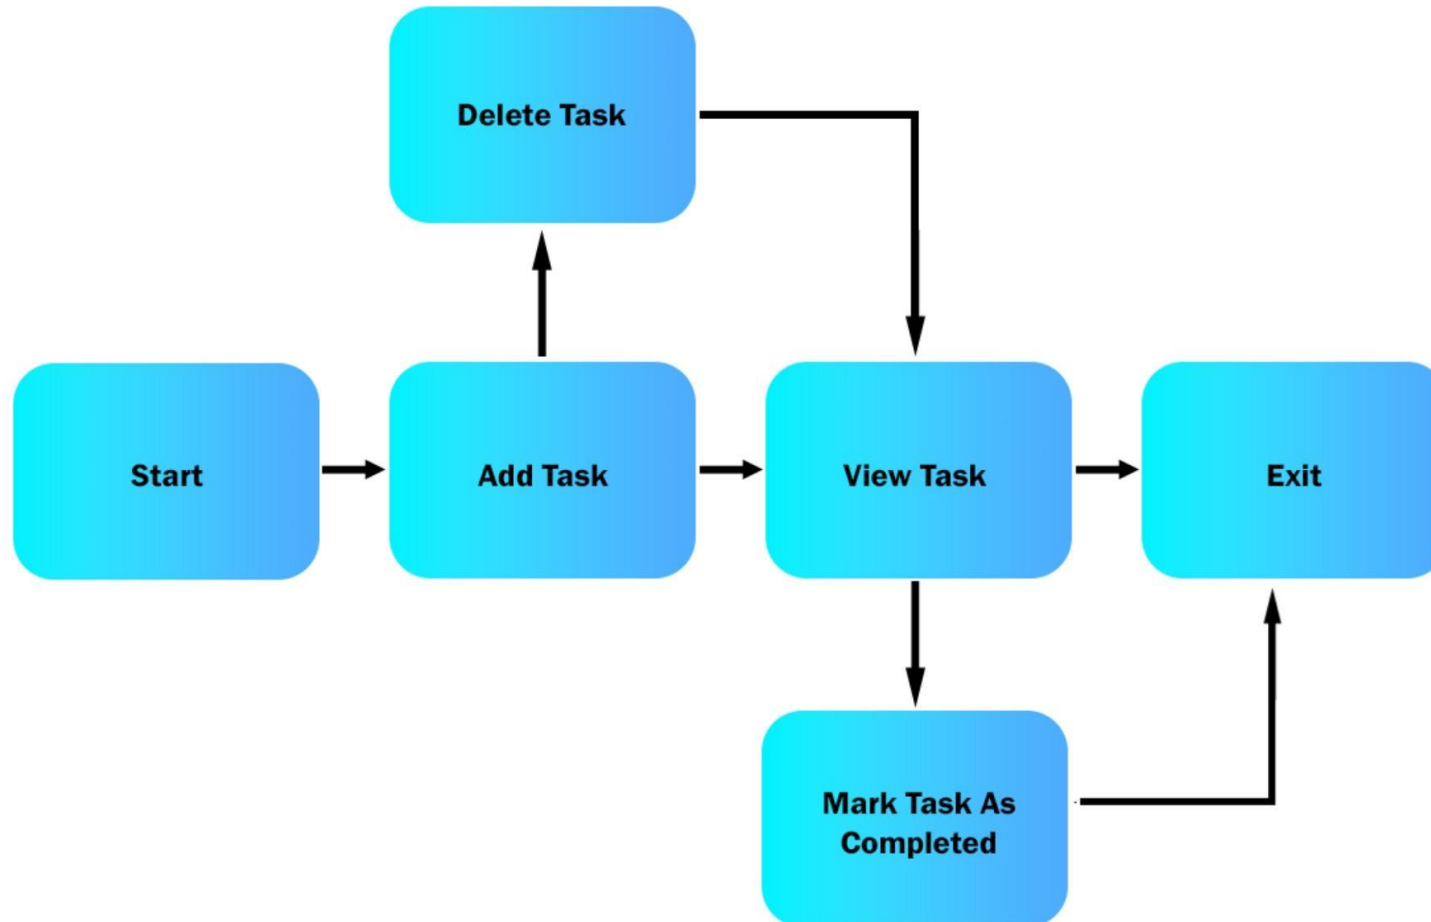 Delete Task
Start
Add Task
View Task
Exit
Mark Task As
Completed